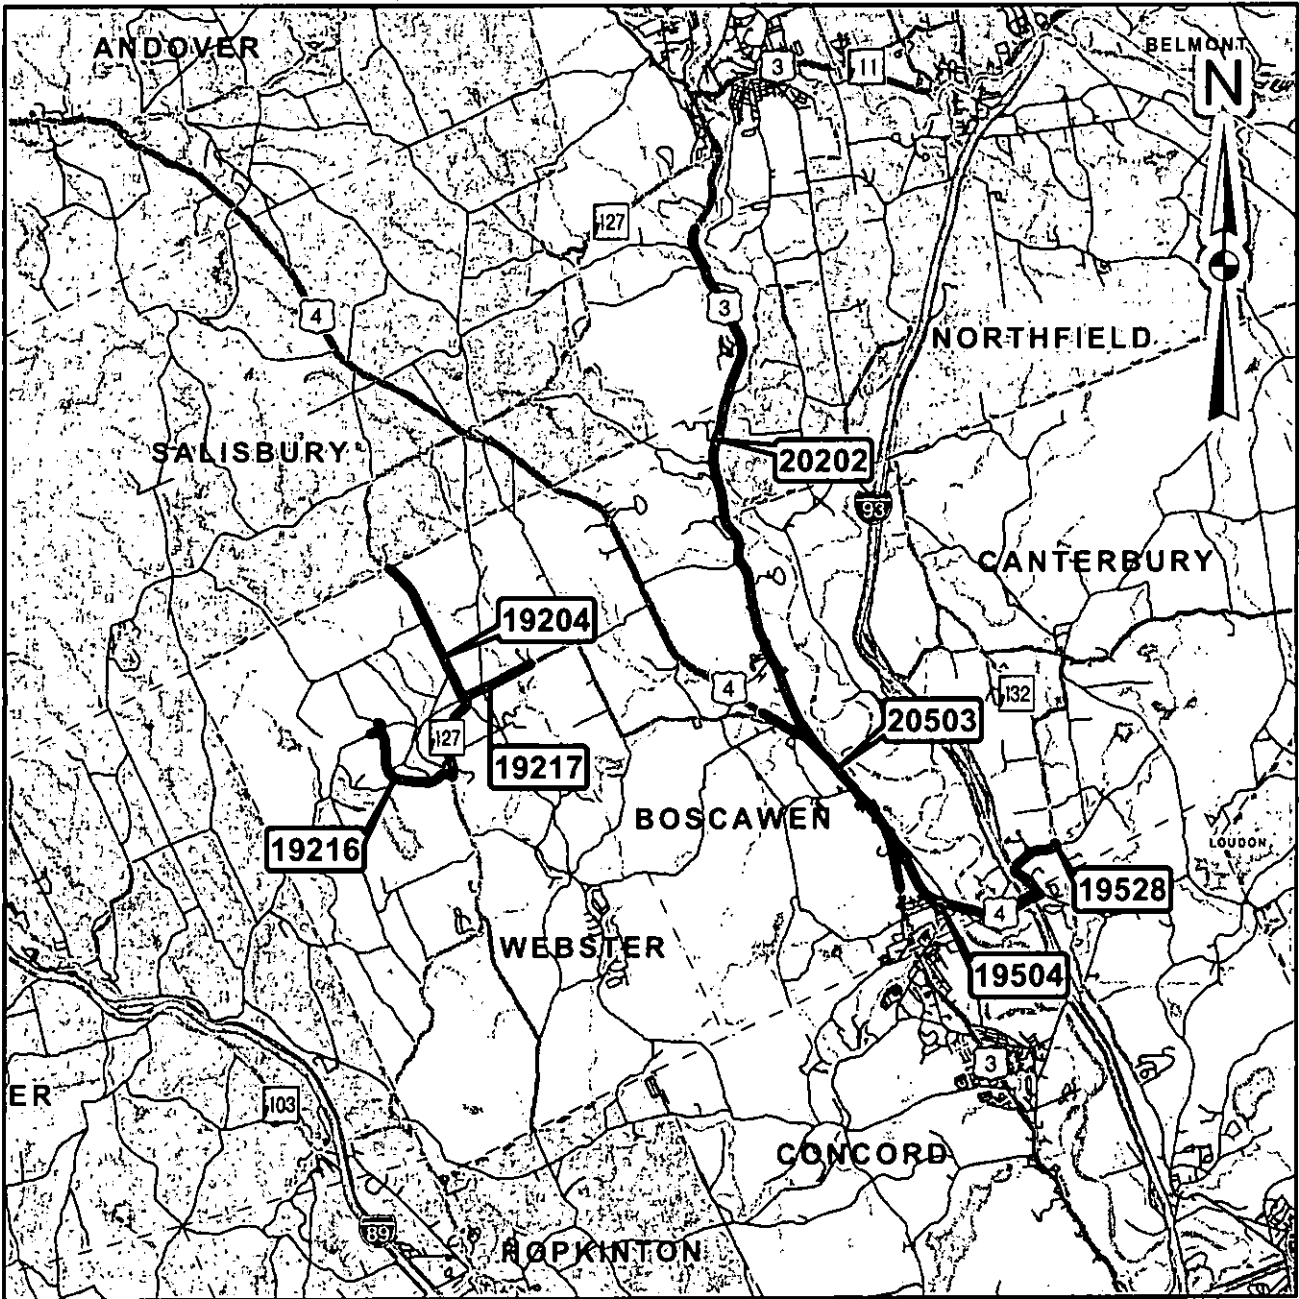 ANDOVER
BELMONT
N
3
11
127
4
3
NORTHFIELD
SALISBURY
20202
93
CANTERBURY
19204
4
132
20503
127
19217
BOSCAWEN
19216
LOUDON
19528
4
WEBSTER
19504
3
ER
103
CONCORD
89
HOPKINTON